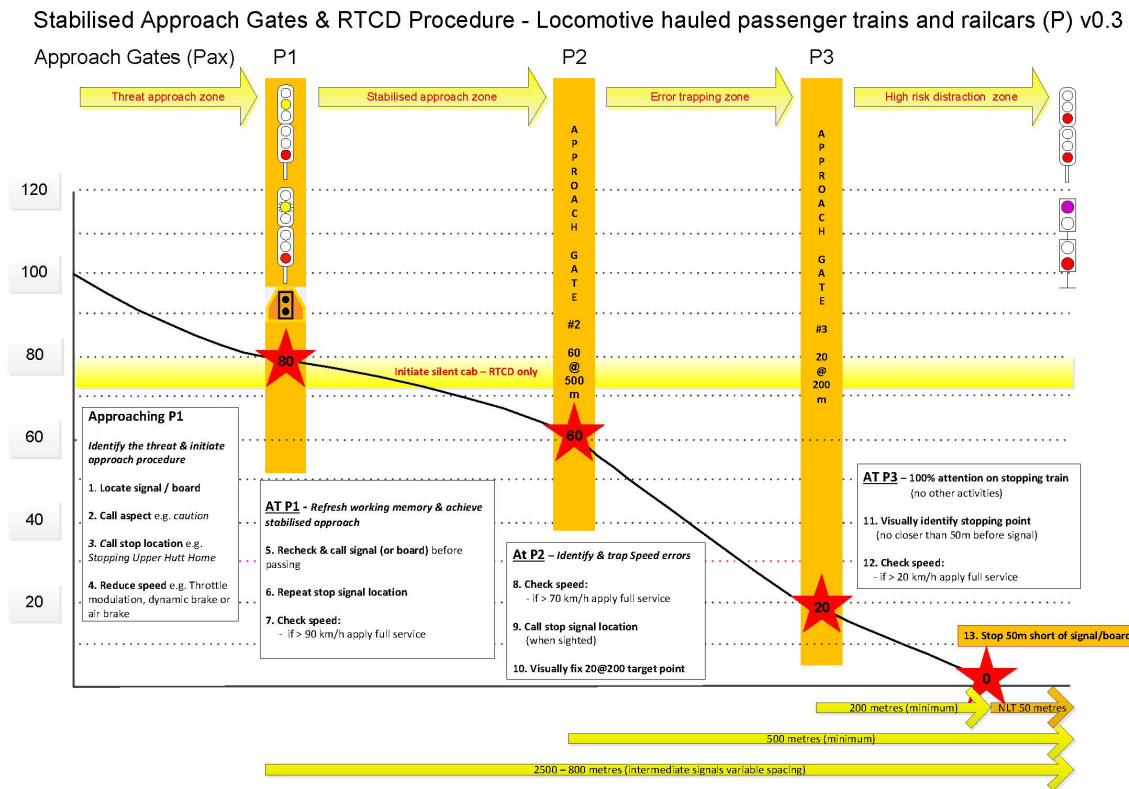 Stabilised Approach Gates & RTCD Procedure - Locomotive hauled passenger trains and railcars (P) v0.3
Approach Gates (Pax)
P1
P2
P3
Threat approach zone
Stabilised approach zone
Error trapping zone
High risk distraction zone
120
100
80
60
40
20
APPROACH GATE #2 60 @ 500 m
APPROACH GATE #3 20 @ 200 m
80
Initiate silent cab – RTCD only
60
20
0
Approaching P1
Identify the threat & initiate
approach procedure
1. Locate signal / board
2. Call aspect e.g. caution
3. Call stop location e.g.
Stopping Upper Hutt Home
4. Reduce speed e.g. Throttle
modulation, dynamic brake or
air brake
AT P1 - Refresh working memory & achieve
stabilised approach
5. Recheck & call signal (or board) before
passing
6. Repeat stop signal location
7. Check speed:
- if > 90 km/h apply full service
At P2 – Identify & trap Speed errors
8. Check speed:
- if > 70 km/h apply full service
9. Call stop signal location
(when sighted)
10. Visually fix 20@200 target point
AT P3 – 100% attention on stopping train
(no other activities)
11. Visually identify stopping point
(no closer than 50m before signal)
12. Check speed:
- if > 20 km/h apply full service
13. Stop 50m short of signal/board
200 metres (minimum)
NLT 50 metres
500 metres (minimum)
2500 – 800 metres (intermediate signals variable spacing)